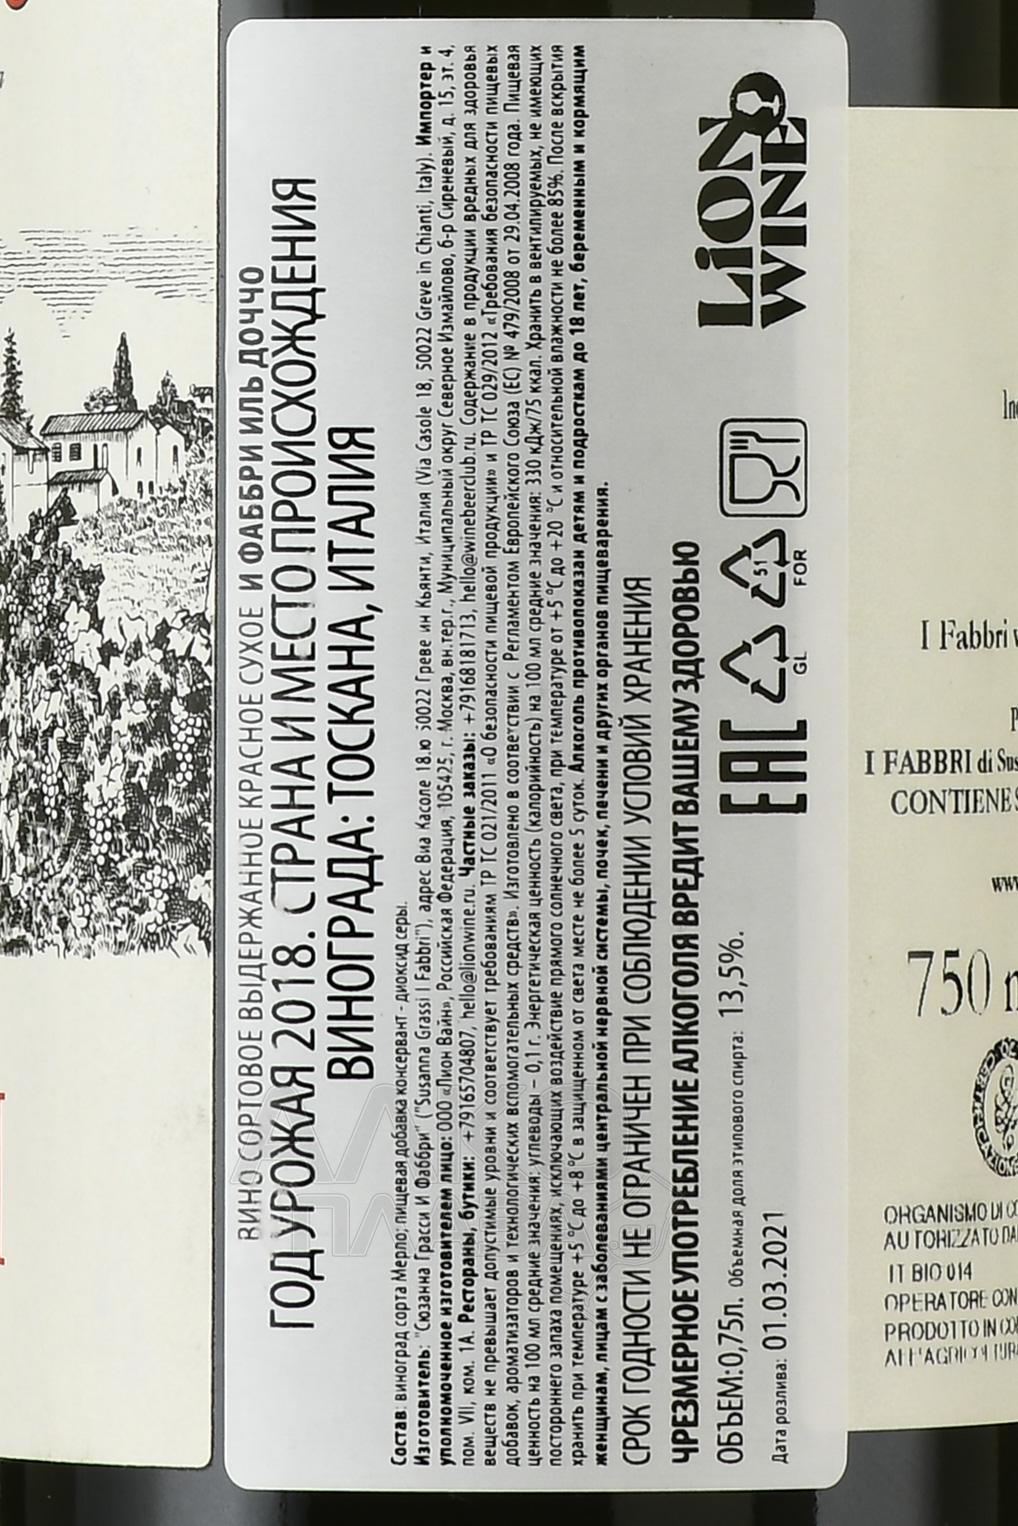 ВИНО СОРТОВОЕ ВЫДЕРЖАННОЕ КРАСНОЕ СУХОЕ И ФАББРИ ИЛЬ ДОЧЧО
ГОД УРОЖАЯ 2018. СТРАНА И МЕСТО ПРОИСХОЖДЕНИЯ
ВИНОГРАДА: ТОСКАНА, ИТАЛИЯ
Состав: виноград сорта Мерло; пищевая добавка консервант - диоксид серы.
Изготовитель: "Сюзанна Грасси И Фаббри" ("Susanna Grassi I Fabbri"), адрес Виа Касоле 18.ю 50022 Греве ин Кьянти, Италия (Via Casole 18, 50022 Greve in Chianti, Italy). Импортер и
уполномоченное изготовителем лицо: ООО «Лион Вайн», Российская Федерация, 105425, г. Москва, вн.тер.г., Муниципальный округ Северное Измайлово, б-р Сиреневый, д. 15, эт. 4,
пом. VII, ком. 1А. Рестораны, бутики: +79165704807, hello@lionwine.ru. Частные заказы: +79168181713, hello@winebeerclub.ru. Содержание в продукции вредных для здоровья
веществ не превышает допустимые уровни и соответствует требованиям ТР ТС 021/2011 «О безопасности пищевой продукции» и ТР ТС 029/2012 «Требования безопасности пищевых
добавок, ароматизаторов и технологических вспомогательных средств». Изготовлено в соответствии с Регламентом Европейского Союза (ЕС) № 479/2008 от 29.04.2008 года. Пищевая
ценность на 100 мл средние значения: углеводы – 0,1 г. Энергетическая ценность (калорийность) на 100 мл средние значения: 330 кДж/75 ккал. Хранить в вентилируемых, не имеющих
постороннего запаха помещениях, исключающих воздействие прямого солнечного света, при температуре от +5 °С до +20 °С и относительной влажности не более 85%. После вскрытия
хранить при температуре +5 °С до +8 °С в защищенном от света месте не более 5 суток. Алкоголь противопоказан детям и подросткам до 18 лет, беременным и кормящим
женщинам, лицам с заболеваниями центральной нервной системы, почек, печени и других органов пищеварения.
СРОК ГОДНОСТИ НЕ ОГРАНИЧЕН ПРИ СОБЛЮДЕНИИ УСЛОВИЙ ХРАНЕНИЯ
ЧРЕЗМЕРНОЕ УПОТРЕБЛЕНИЕ АЛКОГОЛЯ ВРЕДИТ ВАШЕМУ ЗДОРОВЬЮ
ОБЪЕМ:0,75л. Объемная доля этилового спирта: 13,5%.
Дата розлива: 01.03.2021
EAC
GL
51
FOR
LION
WINE
I Fabbri
I FABBRI di
CONTIENE
www
750
ORGANISMO DI
AUTORIZZATO
IT BIO 014
OPERATORE
PRODOTTO IN